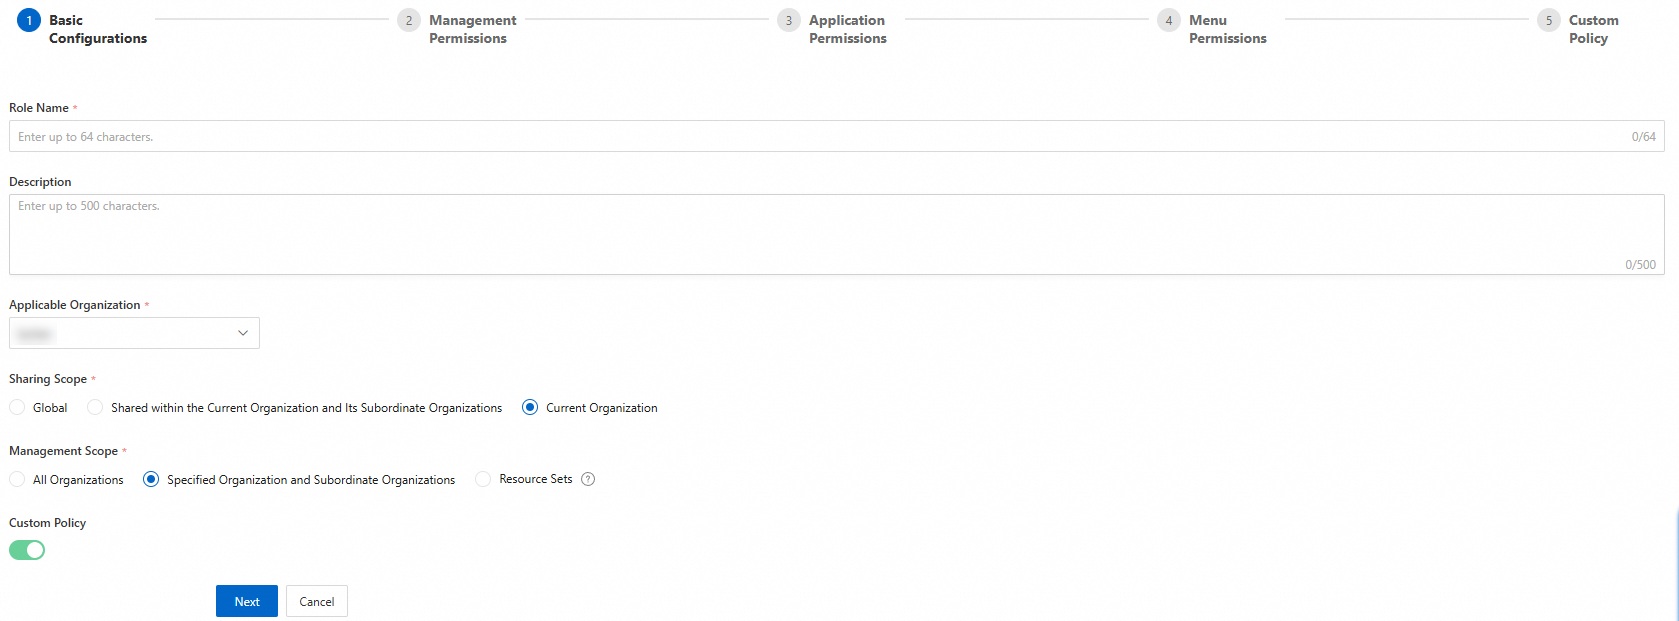 1 Basic Configurations
2 Management Permissions
3 Application Permissions
4 Menu Permissions
5 Custom Policy
Role Name *
Enter up to 64 characters. 0/64
Description
Enter up to 500 characters.
0/500
Applicable Organization *
Sharing Scope *
Global Shared within the Current Organization and Its Subordinate Organizations Current Organization
Management Scope *
All Organizations Specified Organization and Subordinate Organizations Resource Sets ?
Custom Policy
Next Cancel